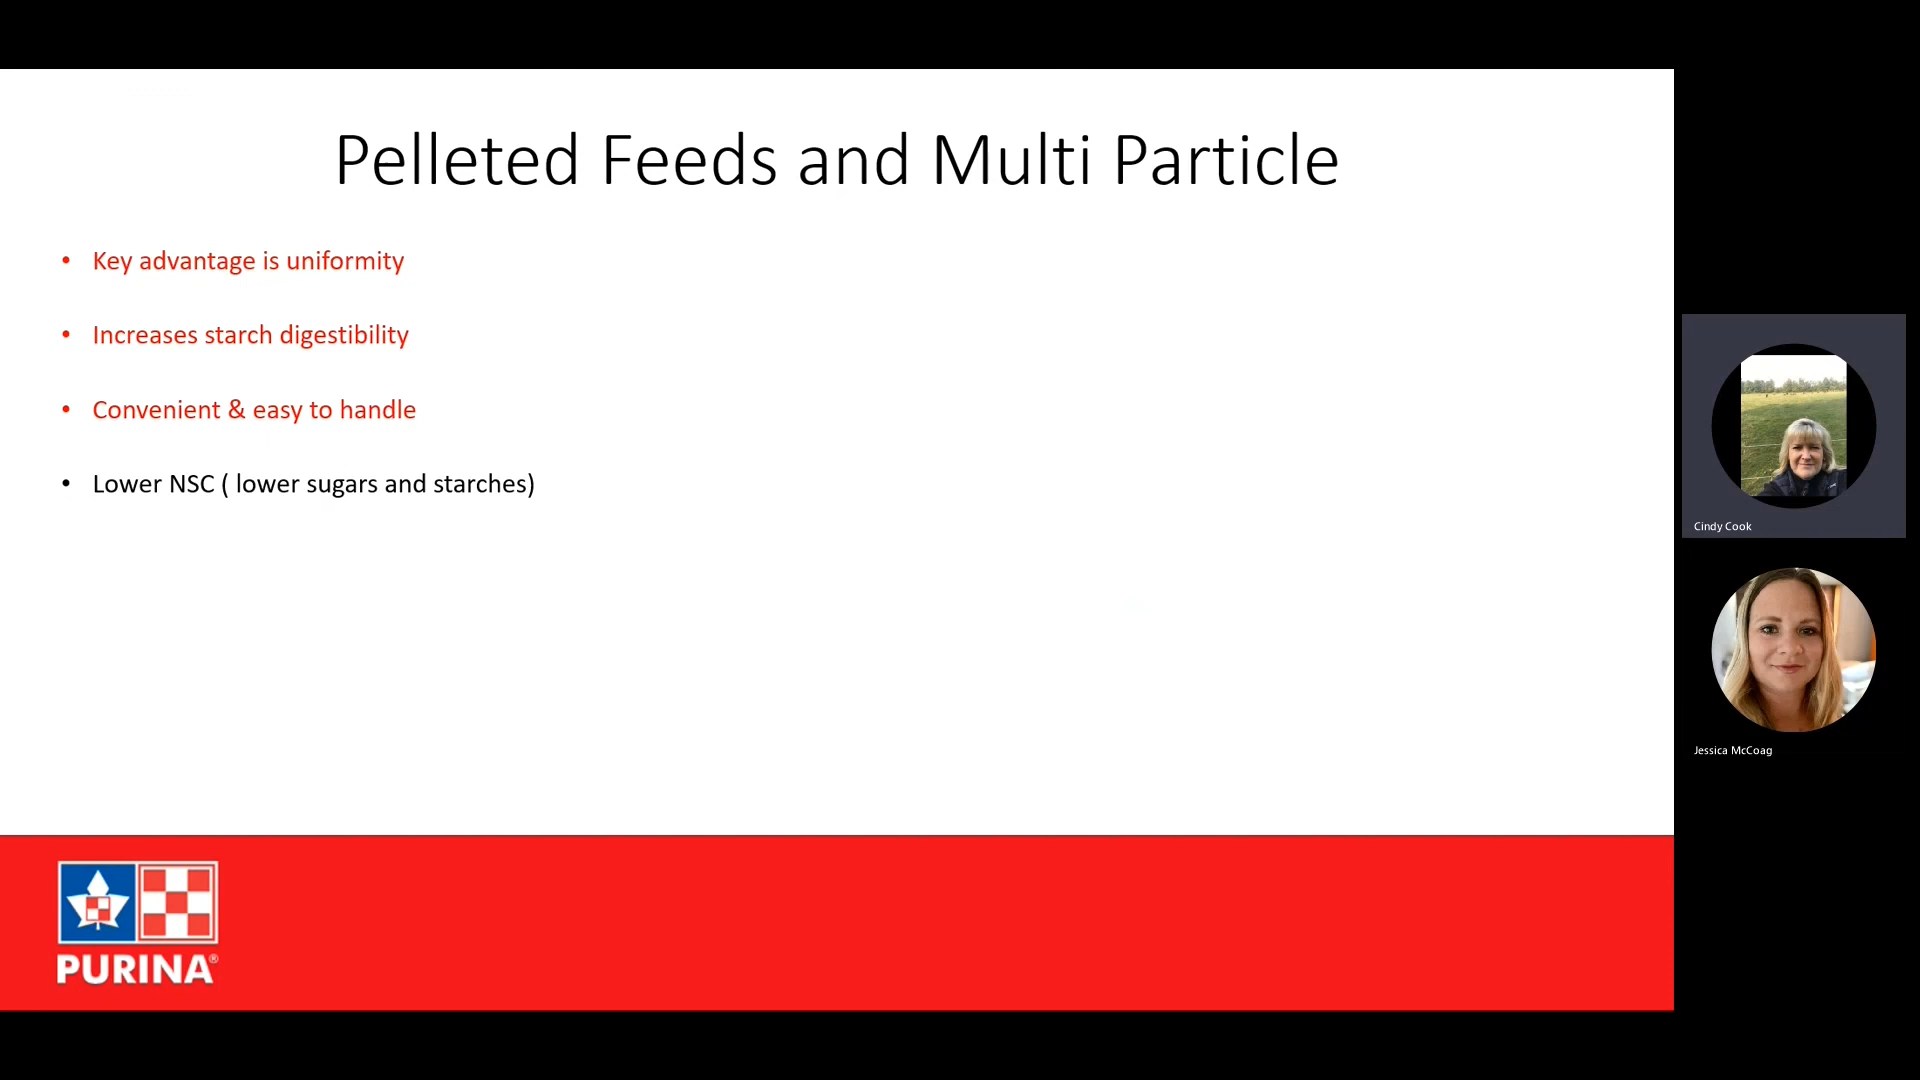 Pelleted Feeds and Multi Particle
• Key advantage is uniformity
• Increases starch digestibility
• Convenient & easy to handle
• Lower NSC ( lower sugars and starches)
PURINA®
Cindy Cook
Jessica McCoag